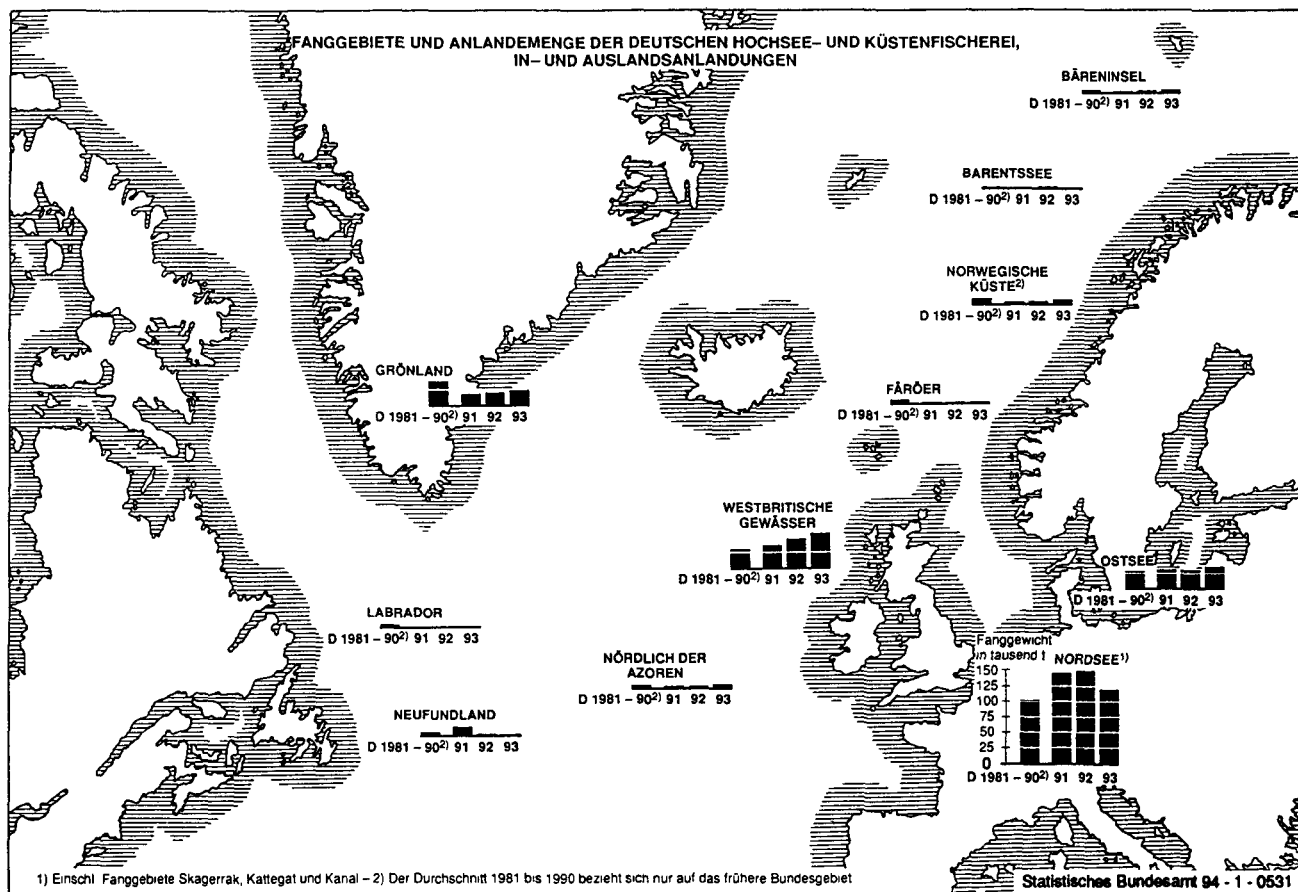 FANGGEBIETE UND ANLANDEMENGE DER DEUTSCHEN HOCHSEE– UND KÜSTENFISCHEREI,
IN– UND AUSLANDSANLANDUNGEN
BÄRENINSEL
D 1981 – 90²⁾ 91 92 93
BARENTSSEE
D 1981 – 90²⁾ 91 92 93
NORWEGISCHE
KÜSTE²⁾
D 1981 – 90²⁾ 91 92 93
GRÖNLAND
D 1981 – 90²⁾ 91 92 93
FÄRÖER
D 1981 – 90²⁾ 91 92 93
WESTBRITISCHE
GEWÄSSER
D 1981 – 90²⁾ 91 92 93
OSTSEE
D 1981 – 90²⁾ 91 92 93
LABRADOR
D 1981 – 90²⁾ 91 92 93
NÖRDLICH DER
AZOREN
D 1981 – 90²⁾ 91 92 93
NEUFUNDLAND
D 1981 – 90²⁾ 91 92 93
Fanggewicht
in tausend t
NORDSEE¹⁾
150
125
100
75
50
25
0
D 1981 – 90²⁾ 91 92 93
1) Einschl Fanggebiete Skagerrak, Kattegat und Kanal – 2) Der Durchschnitt 1981 bis 1990 bezieht sich nur auf das frühere Bundesgebiet
Statistisches Bundesamt 94 - 1 - 0531